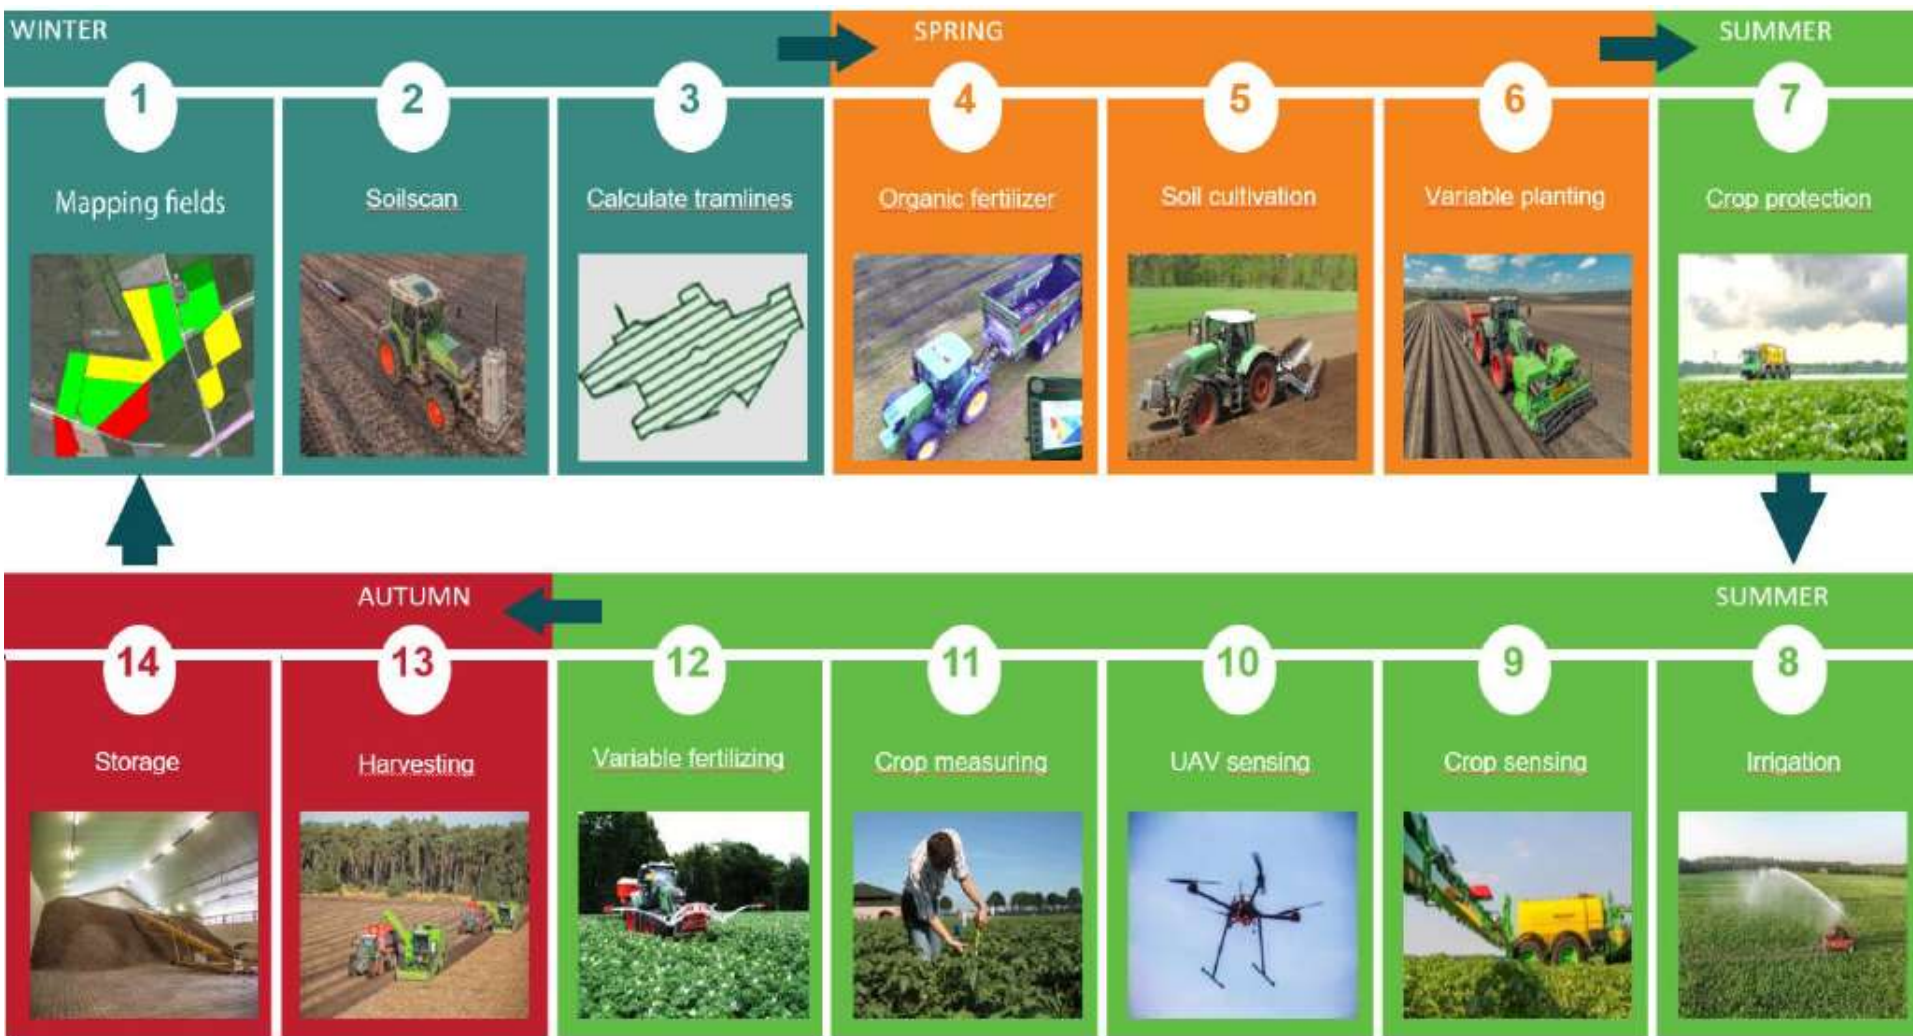 WINTER
SPRING
SUMMER
1
2
3
4
5
6
7
Mapping fields
Soilscan
Calculate tramlines
Organic fertilizer
Soil cultivation
Variable planting
Crop protection
AUTUMN
SUMMER
14
13
12
11
10
9
8
Storage
Harvesting
Variable fertilizing
Crop measuring
UAV sensing
Crop sensing
Irrigation